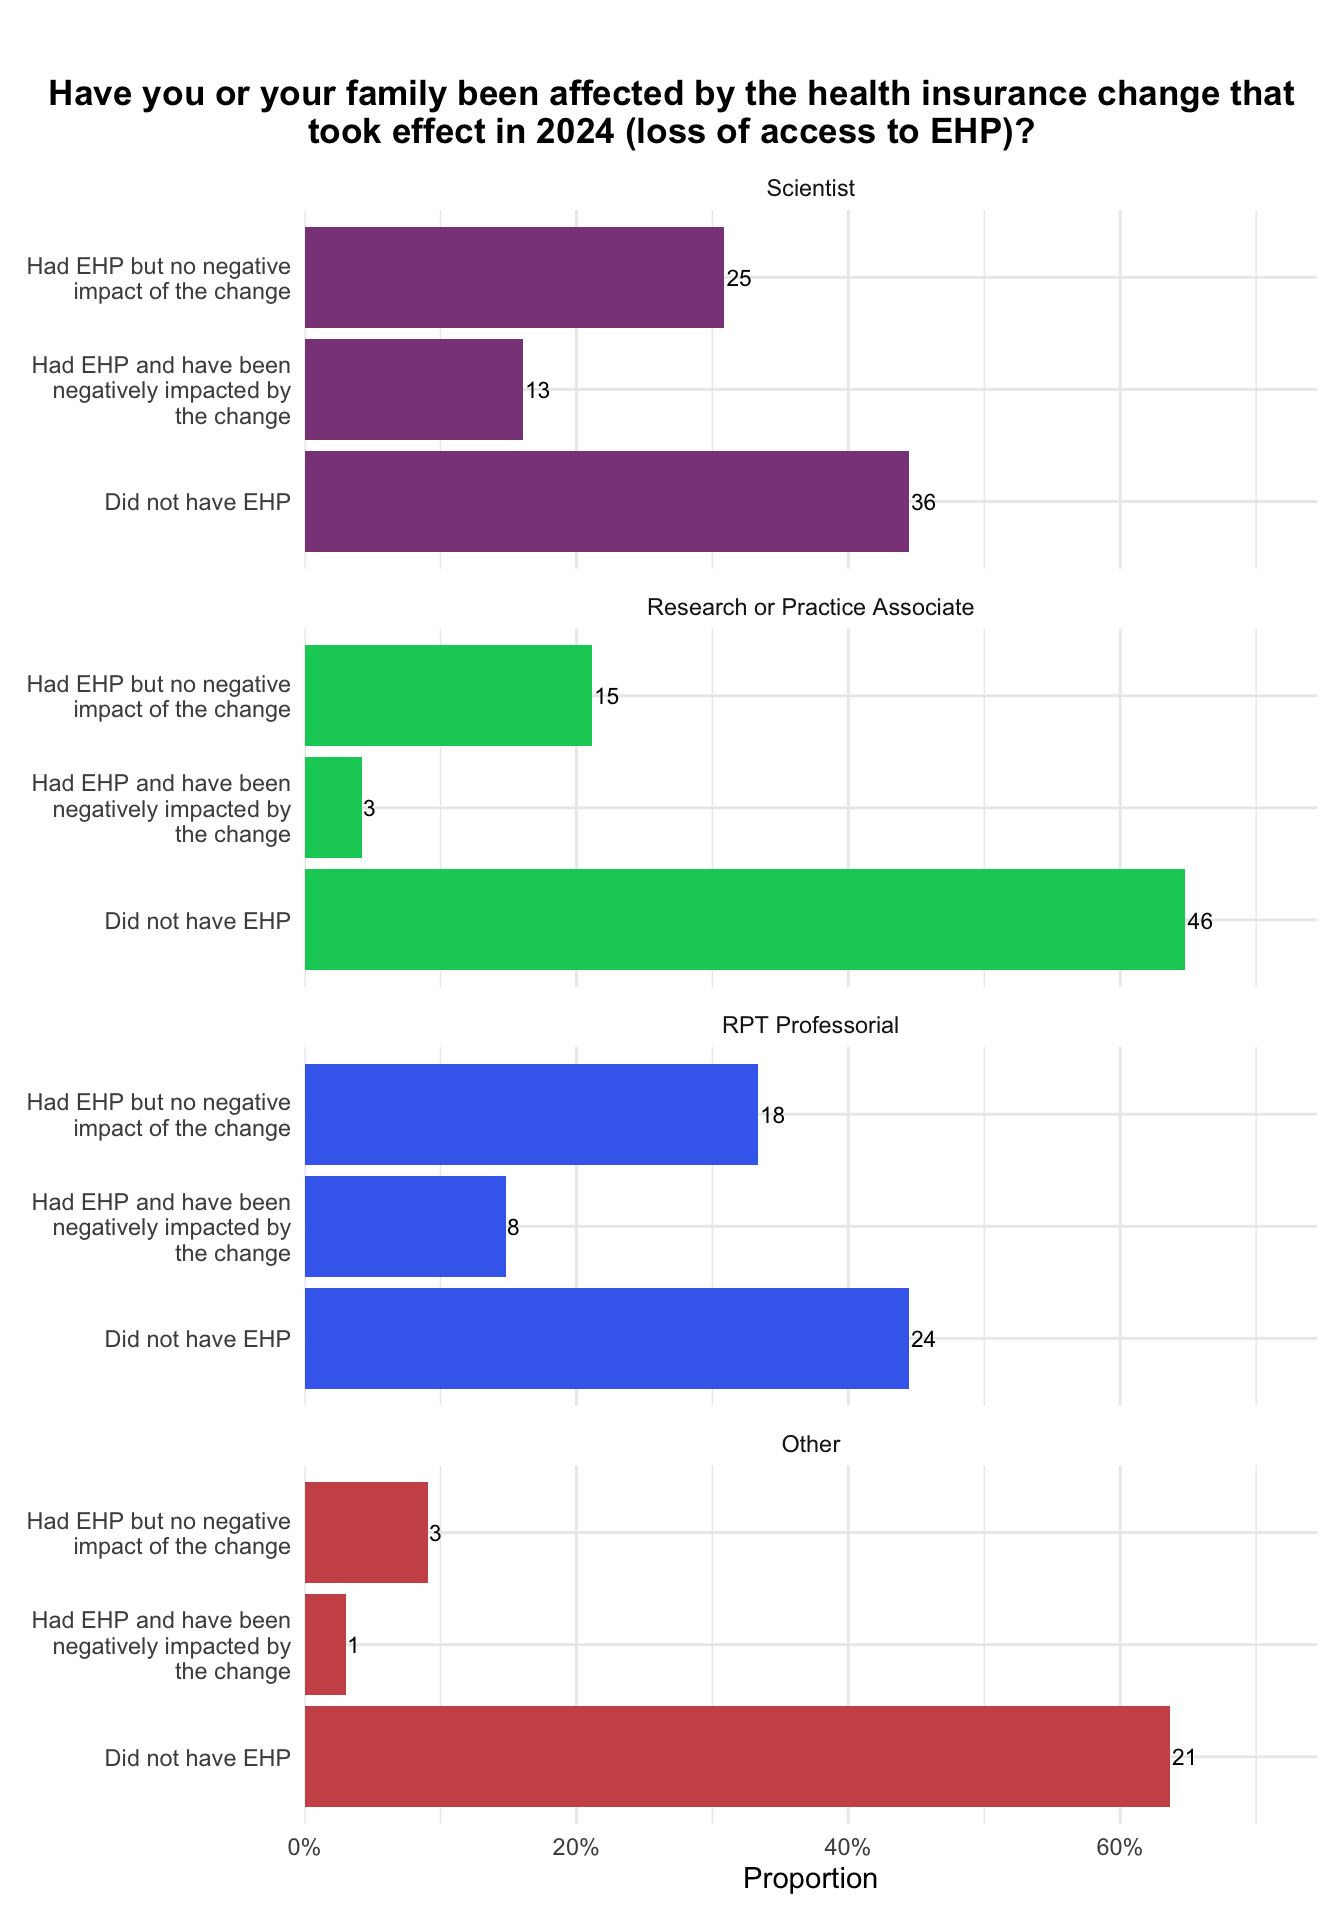 Have you or your family been affected by the health insurance change that
took effect in 2024 (loss of access to EHP)?
Scientist
Had EHP but no negative
impact of the change
25
Had EHP and have been
negatively impacted by
the change
13
Did not have EHP
36
Research or Practice Associate
Had EHP but no negative
impact of the change
15
Had EHP and have been
negatively impacted by
the change
3
Did not have EHP
46
RPT Professorial
Had EHP but no negative
impact of the change
18
Had EHP and have been
negatively impacted by
the change
8
Did not have EHP
24
Other
Had EHP but no negative
impact of the change
3
Had EHP and have been
negatively impacted by
the change
1
Did not have EHP
21
0% 20% 40% 60%
Proportion